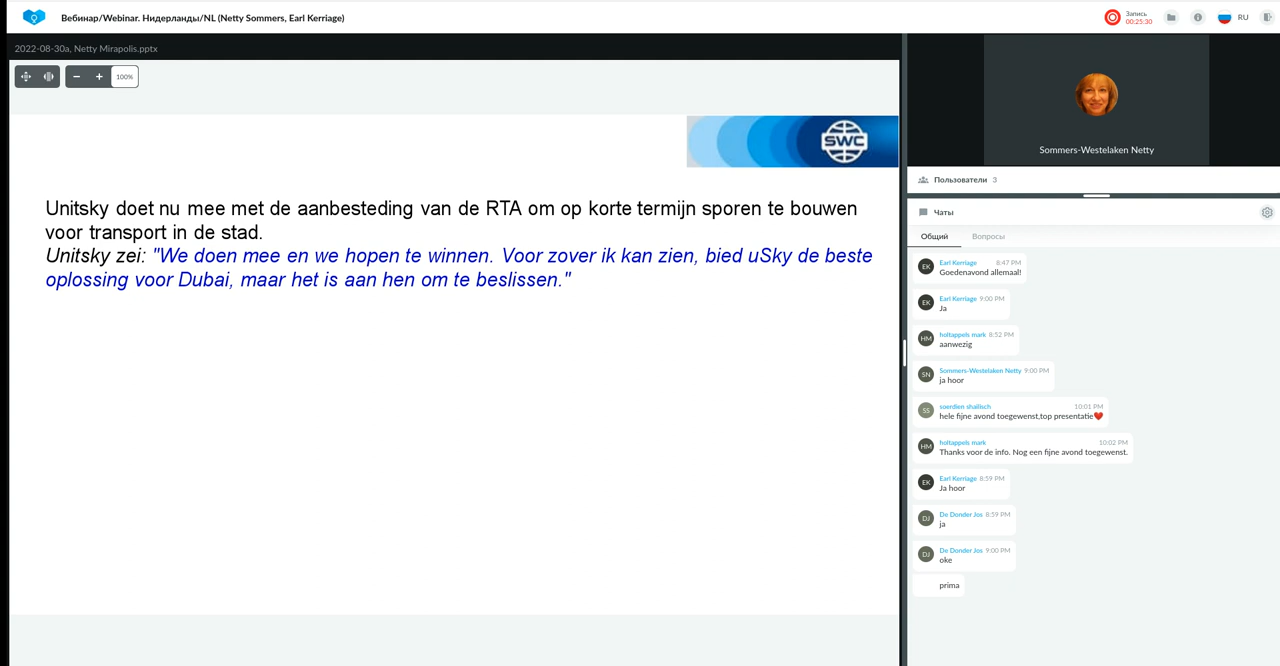 Вебинар/Webinar. Нидерланды/NL (Netty Sommers, Earl Kerriage)
Запись
00:25:30
RU
2022-08-30a, Netty Mirapolis.pptx
100%
SWC
Unitsky doet nu mee met de aanbesteding van de RTA om op korte termijn sporen te bouwen
voor transport in de stad.
Unitsky zei: "We doen mee en we hopen te winnen. Voor zover ik kan zien, bied uSky de beste
oplossing voor Dubai, maar het is aan hen om te beslissen."
Sommers-Westelaken Netty
Пользователи 3
Чаты
Общий Вопросы
EK Earl Kerriage 8:47 PM
Goedenavond allemaal!
EK Earl Kerriage 9:00 PM
Ja
HM holtappels mark 8:52 PM
aanwezig
SN Sommers-Westelaken Netty 9:00 PM
ja hoor
SS soerdien shailisch 10:01 PM
hele fijne avond toegewenst,top presentatie❤️
HM holtappels mark 10:02 PM
Thanks voor de info. Nog een fijne avond toegewenst.
EK Earl Kerriage 8:59 PM
Ja hoor
DJ De Donder Jos 8:59 PM
ja
DJ De Donder Jos 9:00 PM
oke
prima